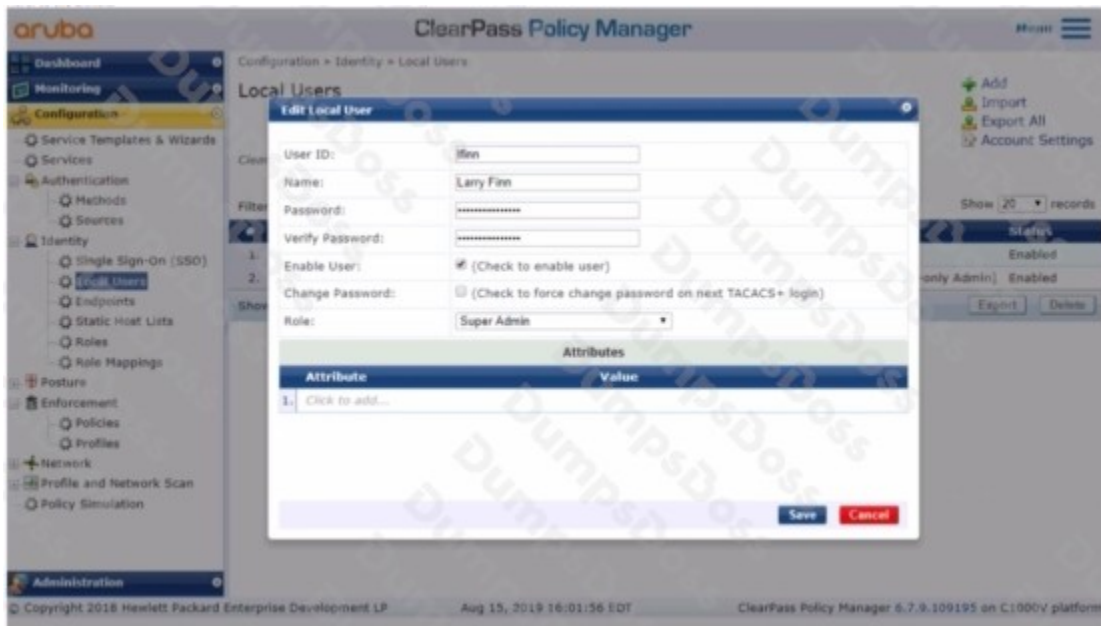 aruba
ClearPass Policy Manager
Menu
Dashboard
Monitoring
Configuration
Service Templates & Wizards
Services
Authentication
Methods
Sources
Identity
Single Sign-On (SSO)
Local Users
Endpoints
Static Host Lists
Roles
Role Mappings
Posture
Enforcement
Policies
Profiles
Network
Profile and Network Scan
Policy Simulation
Administration
Configuration » Identity » Local Users
Local Users
Add
Import
Export All
Account Settings
Filter
Show 20 records
# Status
1. Enabled
2. only Admin] Enabled
Show
Export Delete
Edit Local User
User ID: lfinn
Name: Larry Finn
Password:
Verify Password:
Enable User: (Check to enable user)
Change Password: (Check to force change password on next TACACS+ login)
Role: Super Admin
Attributes
Attribute Value
1. Click to add...
Save Cancel
© Copyright 2018 Hewlett Packard Enterprise Development LP Aug 15, 2019 16:01:56 EDT ClearPass Policy Manager 6.7.9.109195 on C1000V platform
DumpsDoss